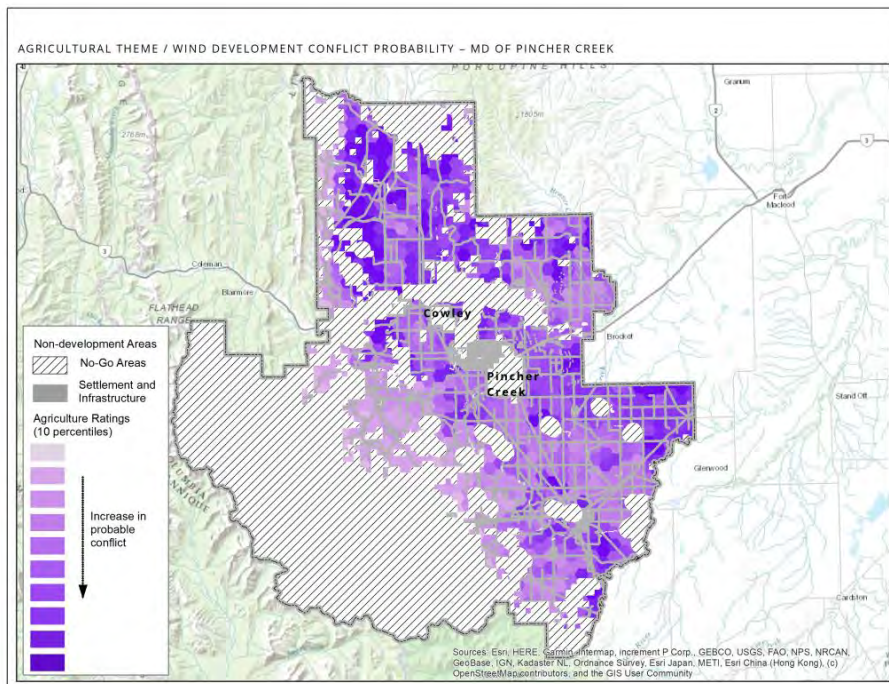 AGRICULTURAL THEME / WIND DEVELOPMENT CONFLICT PROBABILITY – MD OF PINCHER CREEK
PORCUPINE HILLS
Granum
2
3
2768m
1805m
Fort
Macleod
3
Coleman
Blairmore
FLATHEAD
RANGE
Cowley
Brocket
Pincher
Creek
Stand Off
Glenwood
Cardston
Non-development Areas
No-Go Areas
Settlement and
Infrastructure
Agriculture Ratings
(10 percentiles)
Increase in
probable
conflict
Sources: Esri, HERE, Garmin, Intermap, increment P Corp., GEBCO, USGS, FAO, NPS, NRCAN,
GeoBase, IGN, Kadaster NL, Ordnance Survey, Esri Japan, METI, Esri China (Hong Kong), (c)
OpenStreetMap contributors, and the GIS User Community